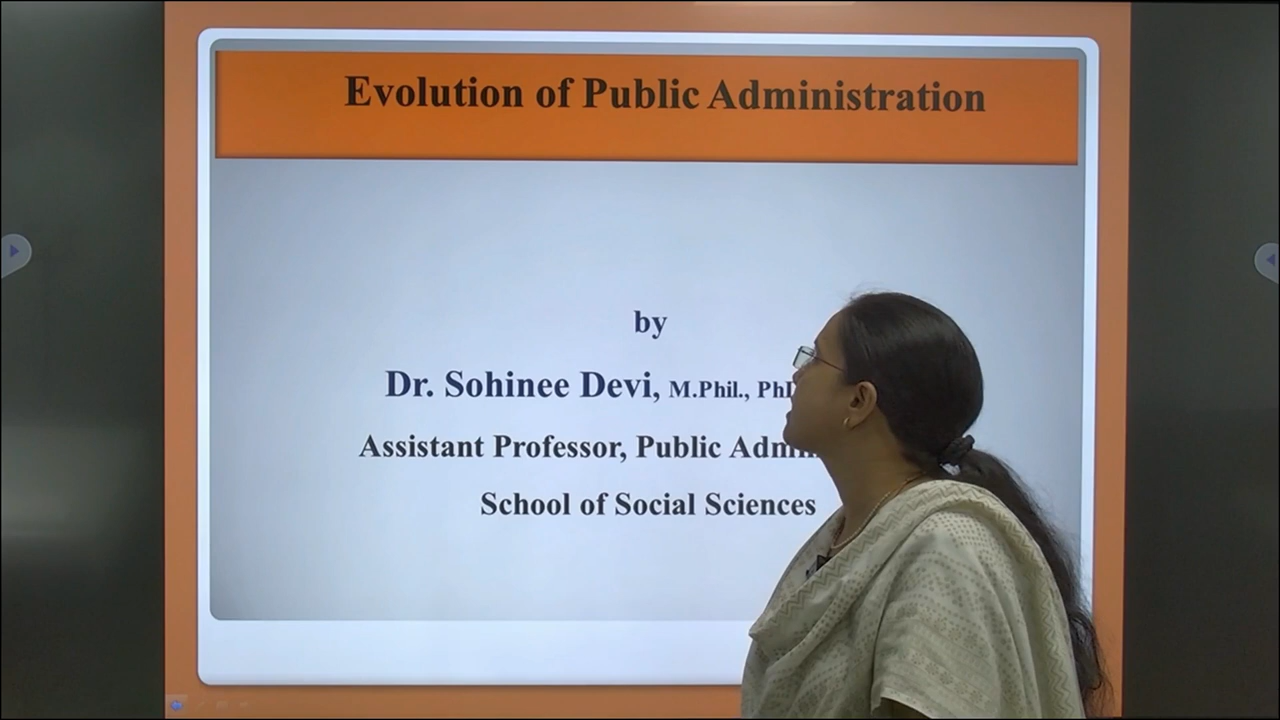 Evolution of Public Administration
by
Dr. Sohinee Devi, M.Phil.,
Assistant Professor, Public
School of Social Sciences